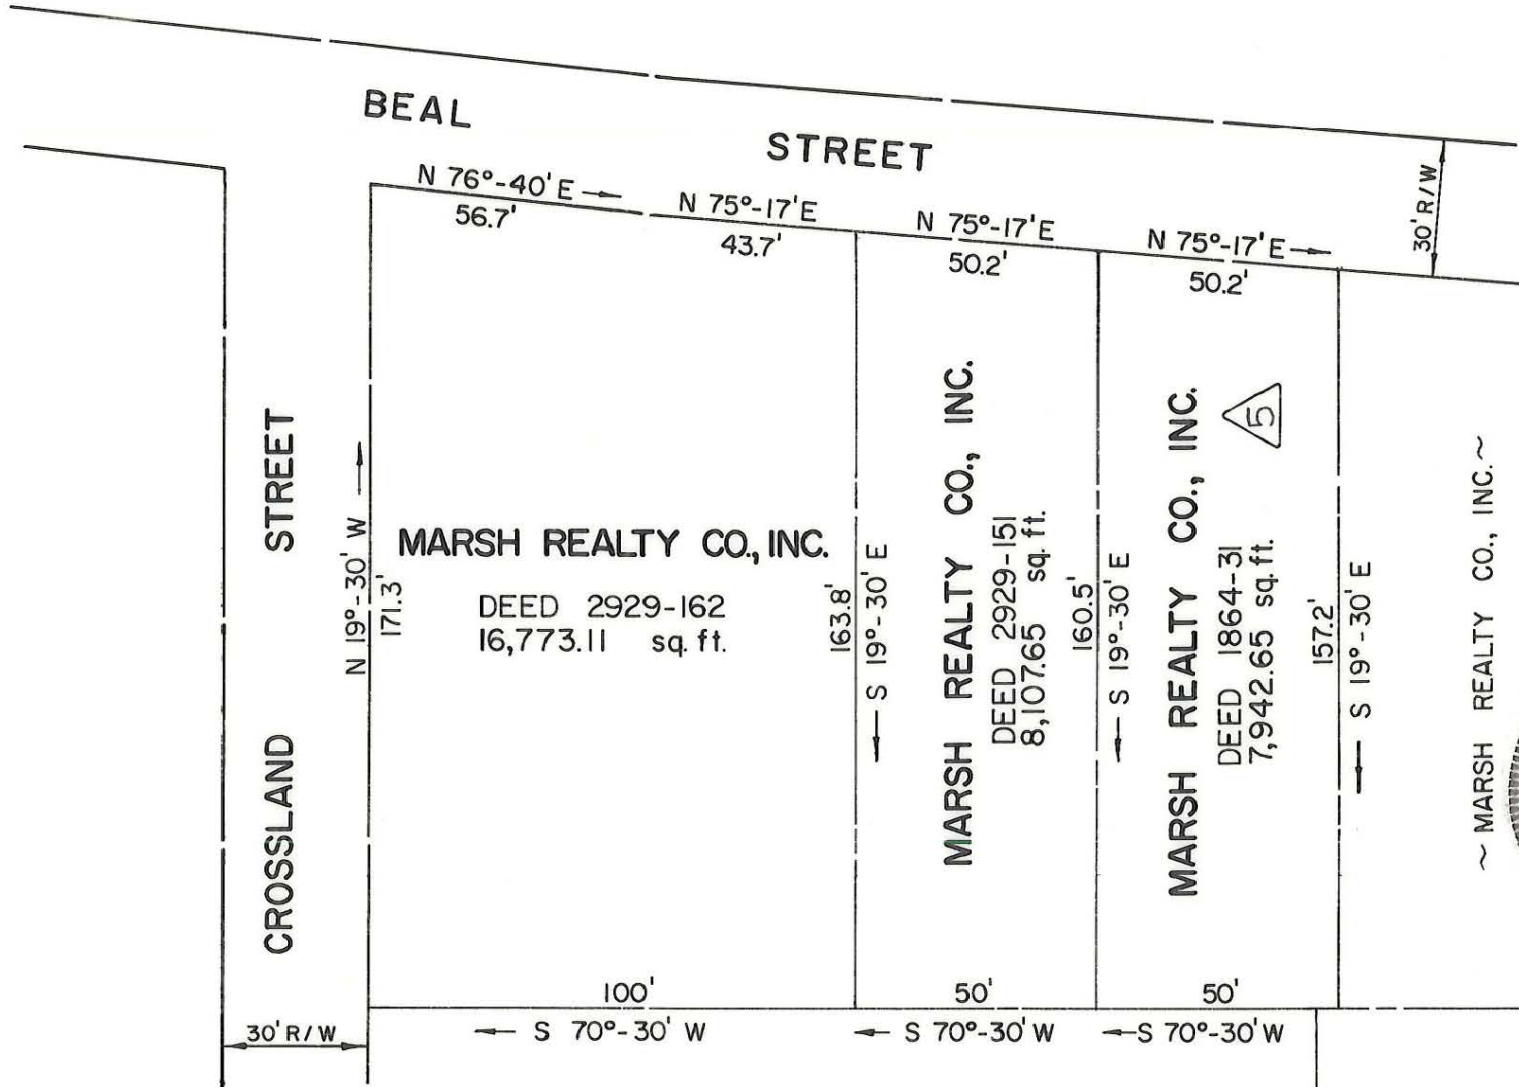 BEAL STREET
30' R/W
N 76°-40' E
56.7'
N 75°-17' E
43.7'
N 75°-17' E
50.2'
N 75°-17' E
50.2'
CROSSLAND STREET
N 19°-30' W
171.3'
MARSH REALTY CO., INC.
DEED 2929-162
16,773.11 sq. ft.
163.8'
S 19°-30' E
MARSH REALTY CO., INC.
DEED 2929-151
8,107.65 sq. ft.
160.5'
S 19°-30' E
MARSH REALTY CO., INC.
5
DEED 1864-31
7,942.65 sq. ft.
157.2'
S 19°-30' E
~ MARSH REALTY CO., INC. ~
100'
50'
50'
30' R/W
S 70°-30' W
S 70°-30' W
S 70°-30' W